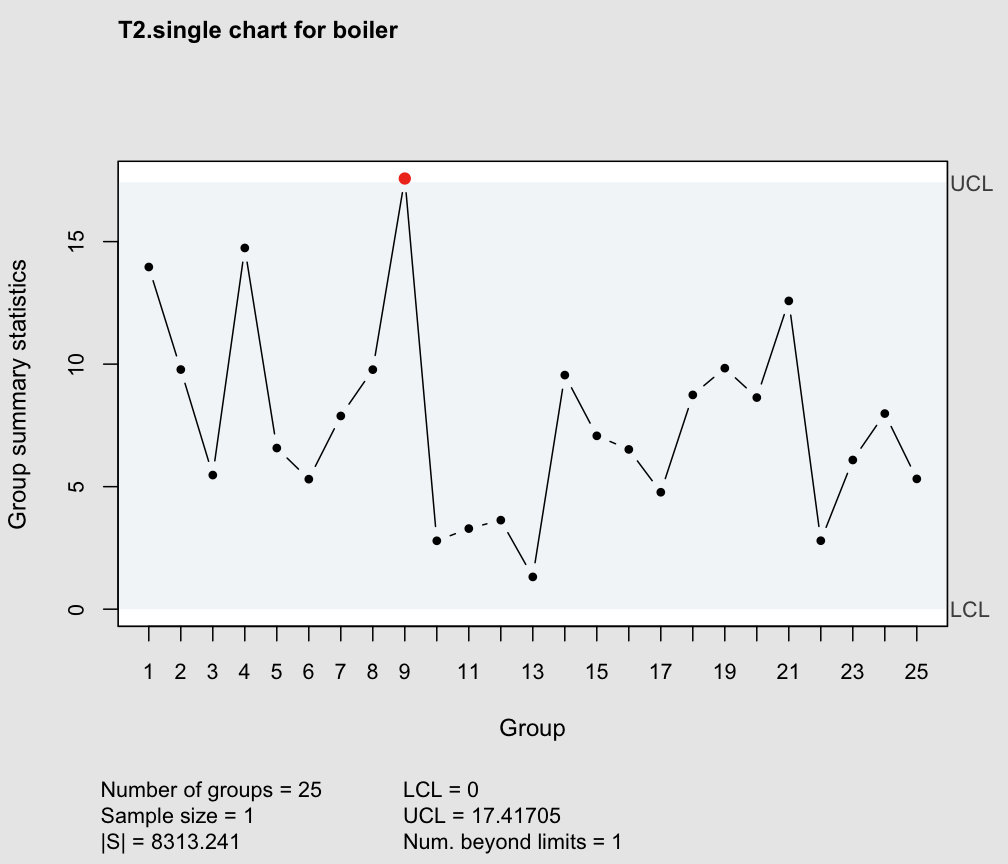 T2.single chart for boiler
Group summary statistics
15
10
5
0
UCL
LCL
1 2 3 4 5 6 7 8 9 11 13 15 17 19 21 23 25
Group
Number of groups = 25 LCL = 0
Sample size = 1 UCL = 17.41705
|S| = 8313.241 Num. beyond limits = 1